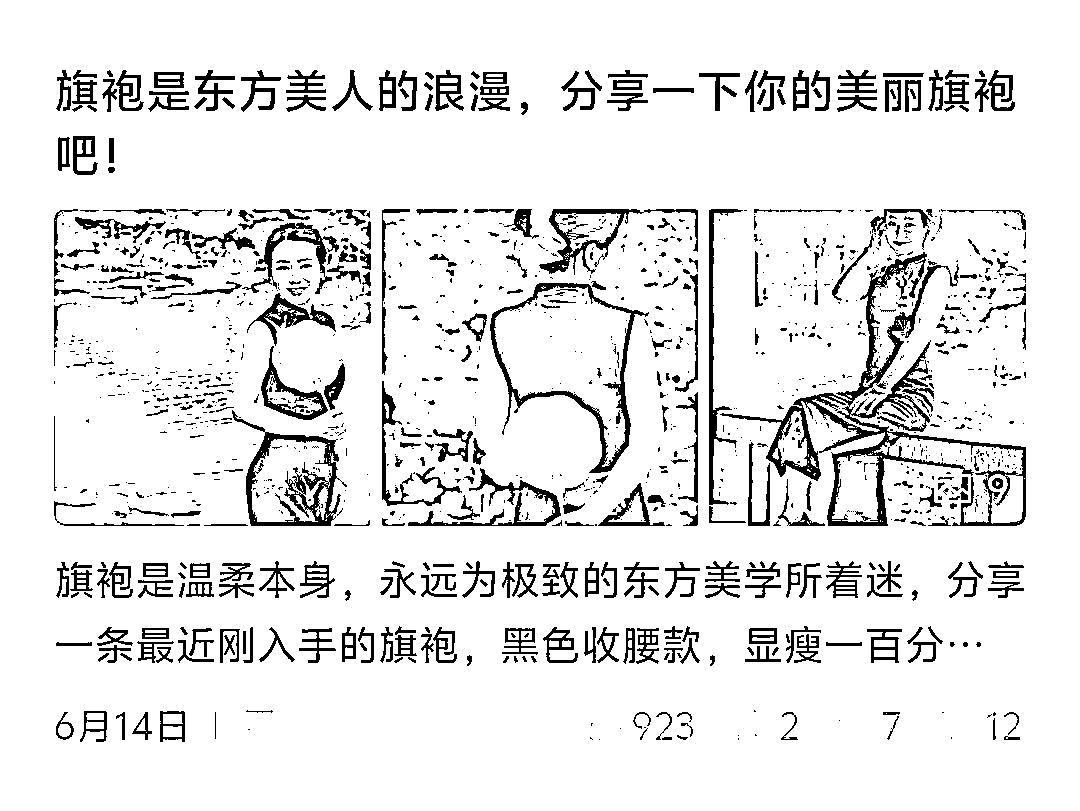 旗袍是东方美人的浪漫，分享一下你的美丽旗袍
吧！
9
旗袍是温柔本身，永远为极致的东方美学所着迷，分享
一条最近刚入手的旗袍，黑色收腰款，显瘦一百分…
6月14日 | 923 2 7 12